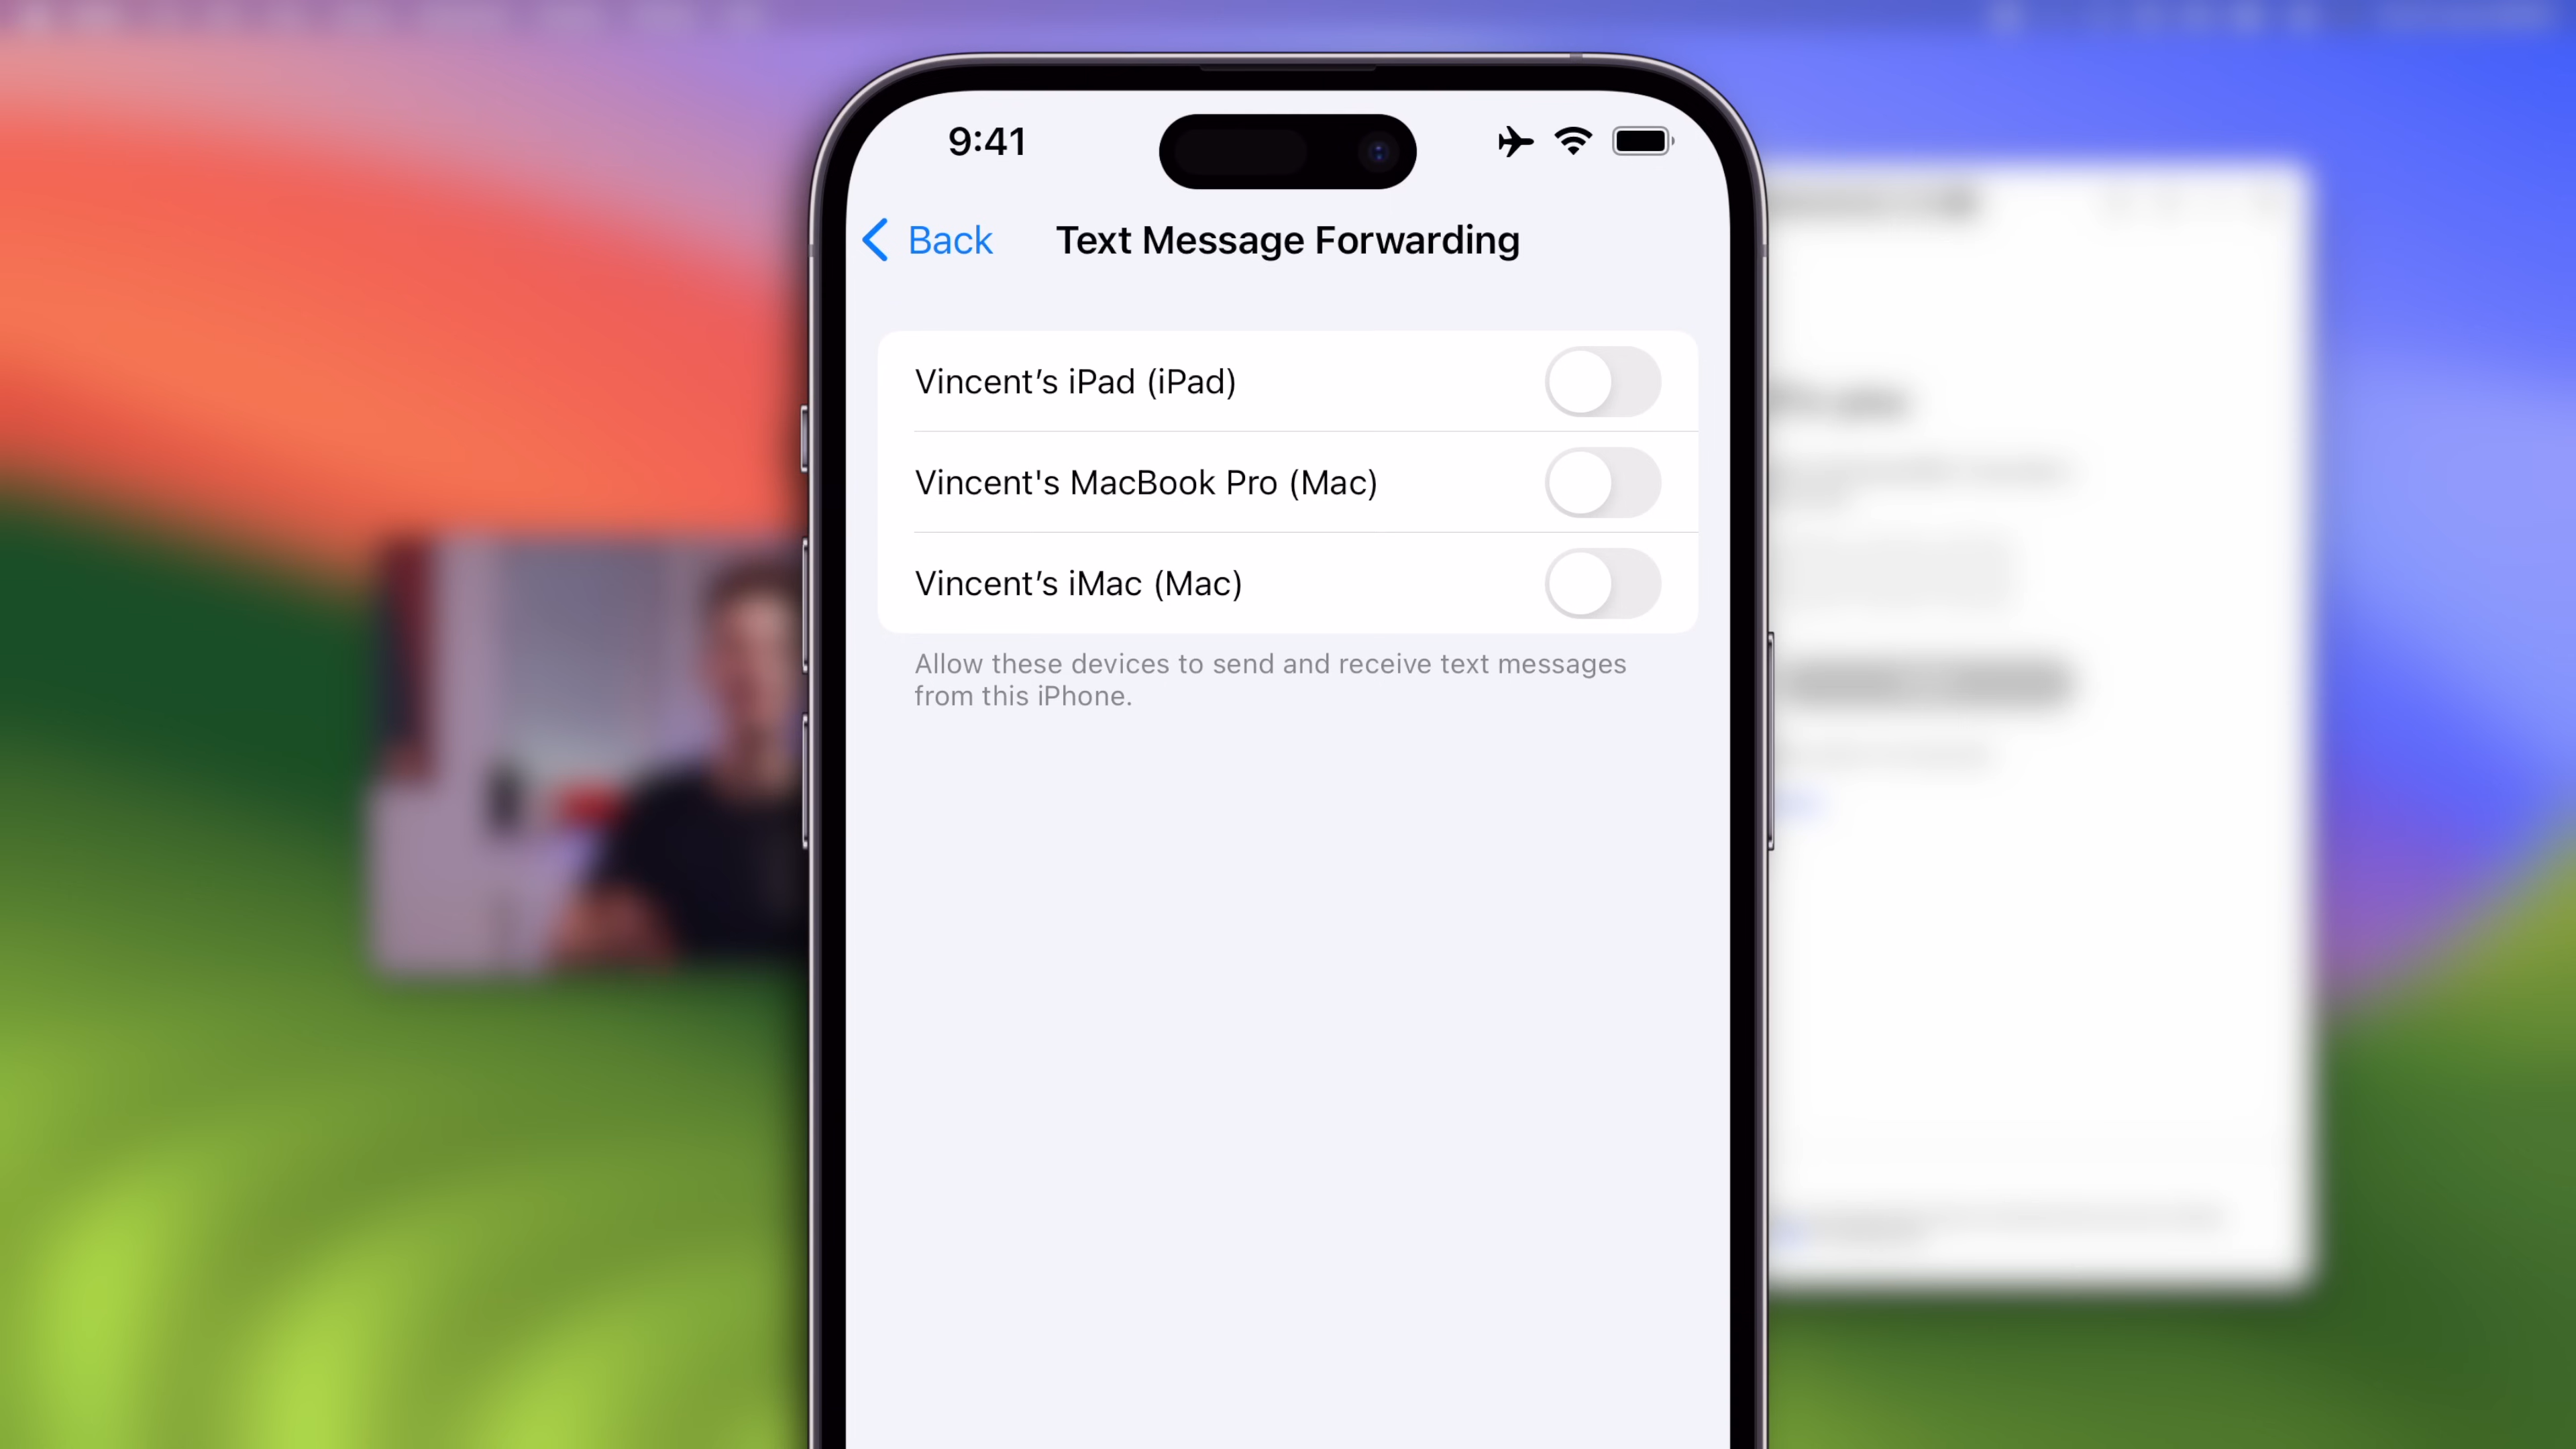 9:41
Back
Text Message Forwarding
Vincent’s iPad (iPad)
Vincent's MacBook Pro (Mac)
Vincent’s iMac (Mac)
Allow these devices to send and receive text messages
from this iPhone.